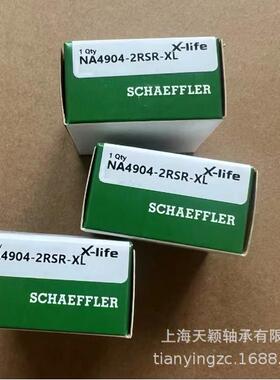 X-life
1 Qty
NA4904-2RSR-XL
SCHAEFFLER
X-life
1 Qty
NA4904-2RSR-XL
SCHAEFFLER
X-life
A4904-2RSR-XL
SCHAEFFLER
上海天颖轴承有限
tianyingzc.1688.